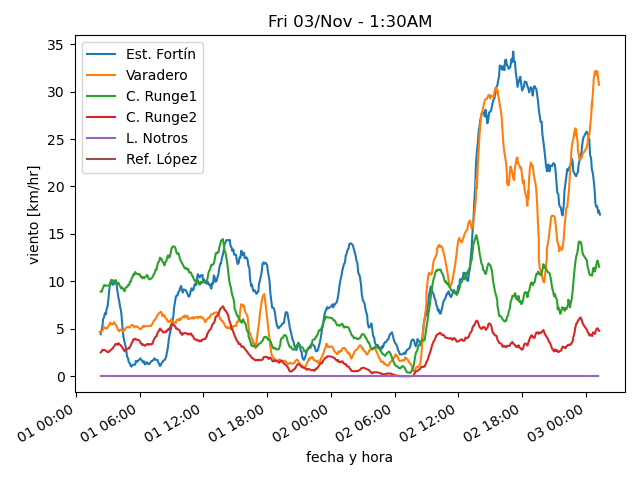 Fri 03/Nov - 1:30AM
Est. Fortín
Varadero
C. Runge1
C. Runge2
L. Notros
Ref. López
viento [km/hr]
35
30
25
20
15
10
5
0
01 00:00
01 06:00
01 12:00
01 18:00
02 00:00
02 06:00
02 12:00
02 18:00
03 00:00
fecha y hora